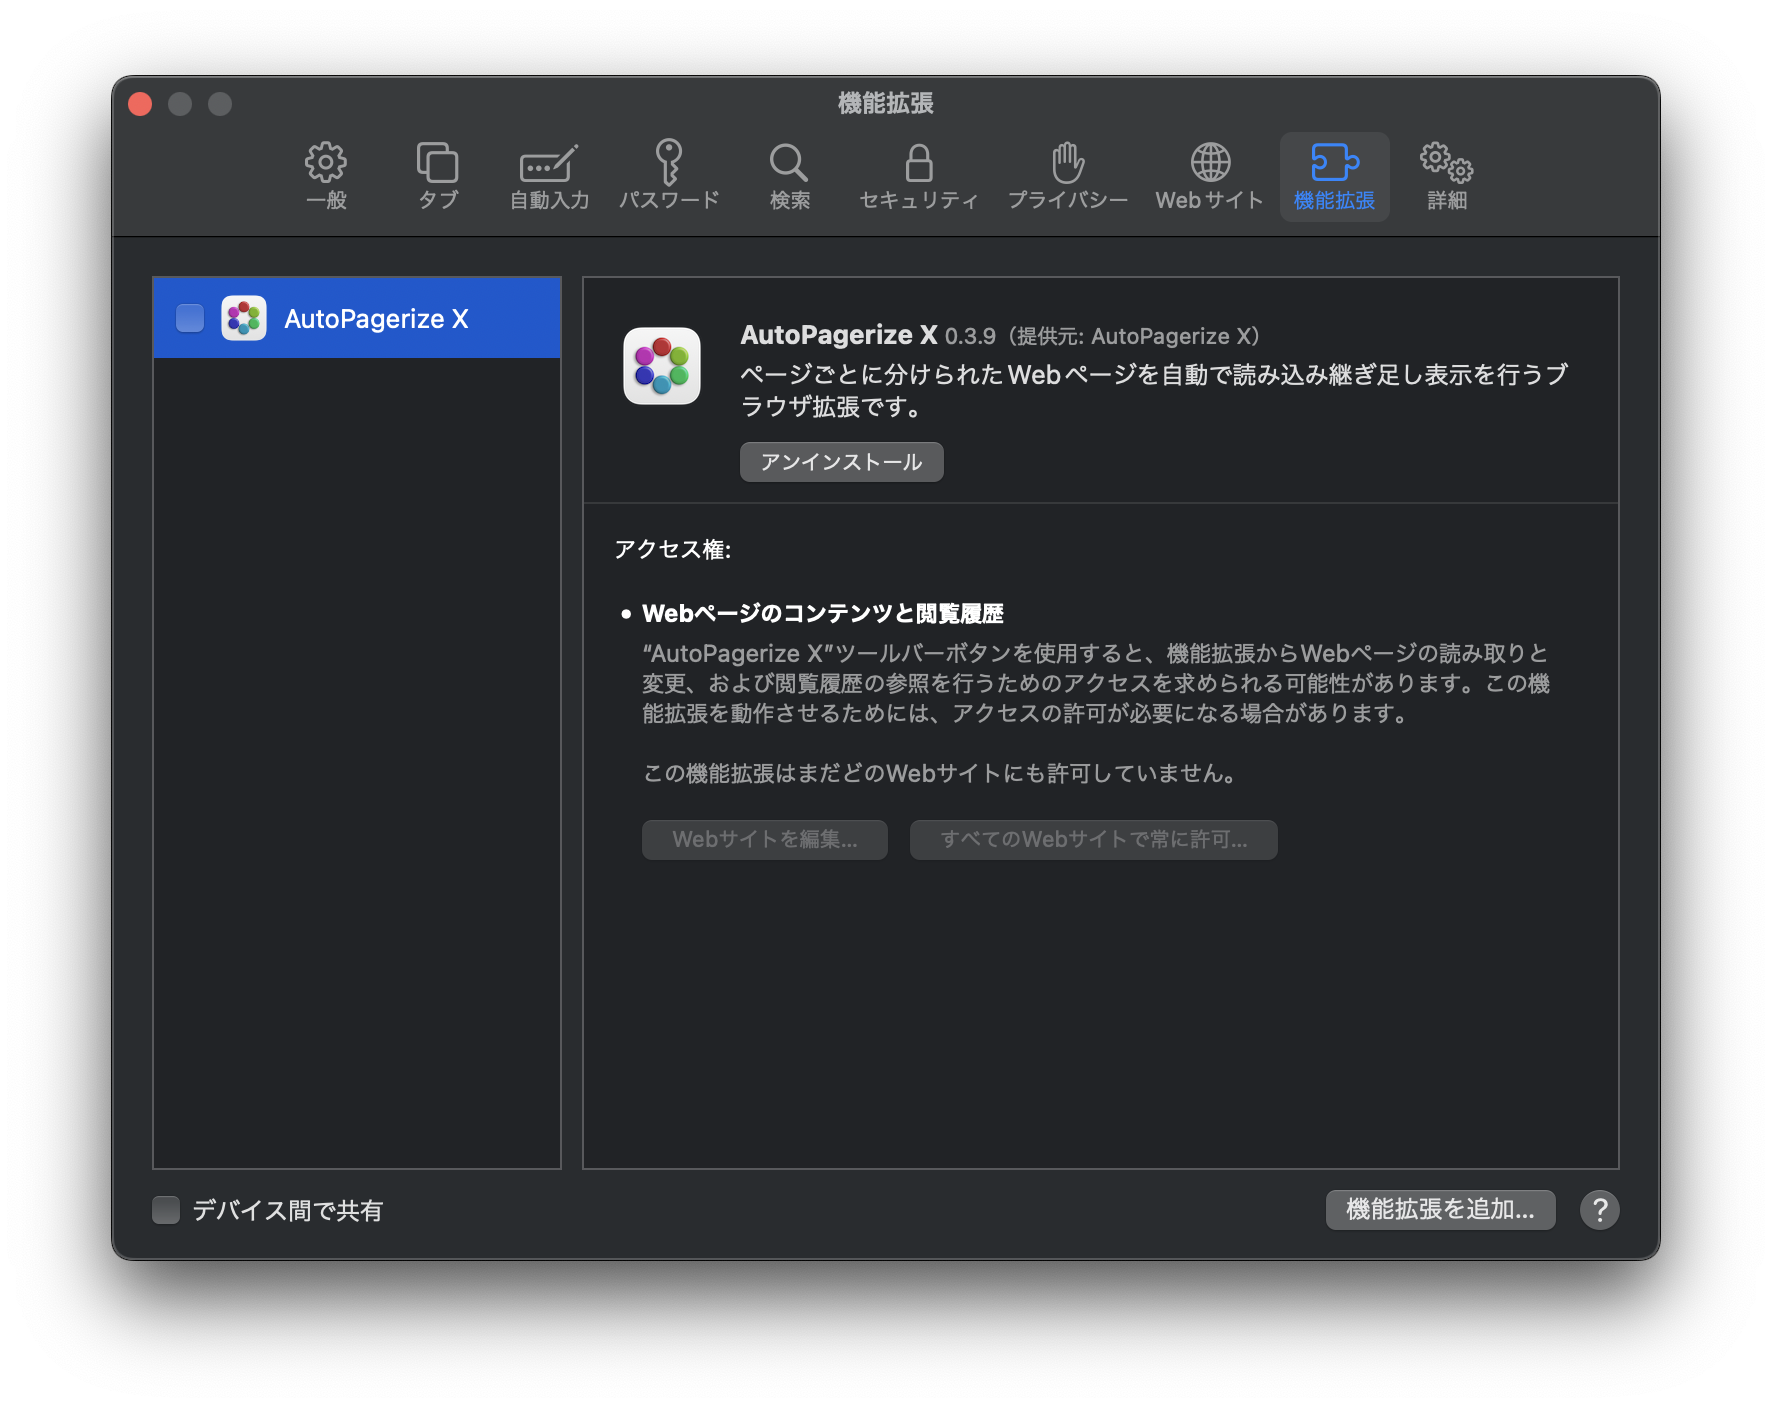 機能拡張
一般 タブ 自動入力 パスワード 検索 セキュリティ プライバシー Webサイト 機能拡張 詳細
AutoPagerize X
AutoPagerize X 0.3.9（提供元: AutoPagerize X）
ページごとに分けられたWebページを自動で読み込み継ぎ足し表示を行うブ
ラウザ拡張です。
アンインストール
アクセス権:
• Webページのコンテンツと閲覧履歴
“AutoPagerize X”ツールバーボタンを使用すると、機能拡張からWebページの読み取りと
変更、および閲覧履歴の参照を行うためのアクセスを求められる可能性があります。この機
能拡張を動作させるためには、アクセスの許可が必要になる場合があります。
この機能拡張はまだどのWebサイトにも許可していません。
Webサイトを編集... すべてのWebサイトで常に許可...
デバイス間で共有
機能拡張を追加... ?